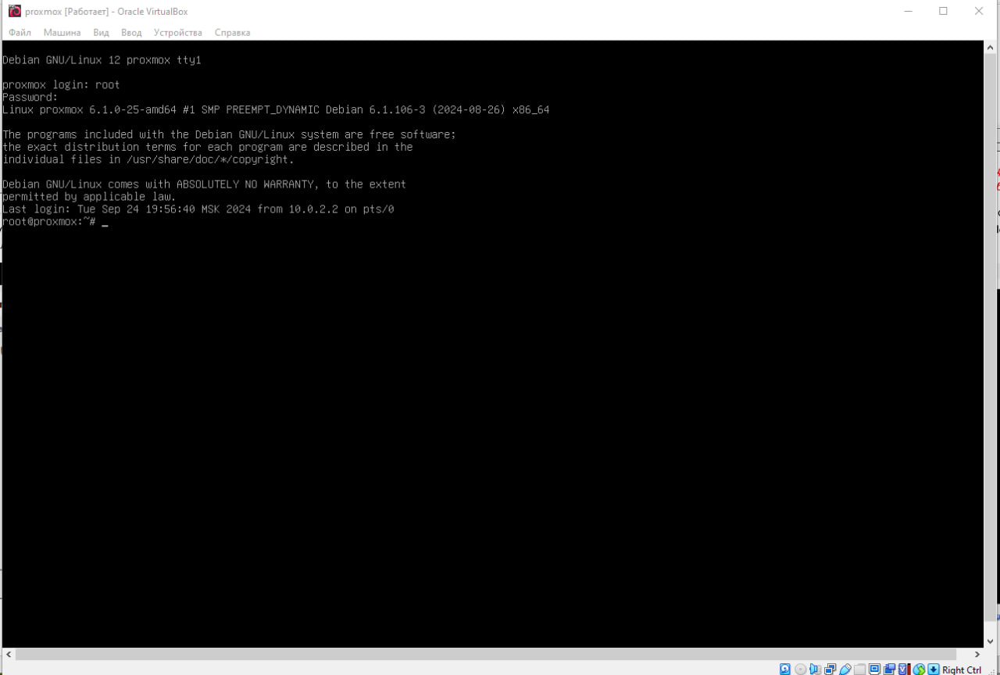 proxmox [Работает] - Oracle VirtualBox
Файл Машина Вид Ввод Устройства Справка
Debian GNU/Linux 12 proxmox tty1
proxmox login: root
Password:
Linux proxmox 6.1.0-25-amd64 #1 SMP PREEMPT_DYNAMIC Debian 6.1.106-3 (2024-08-26) x86_64
The programs included with the Debian GNU/Linux system are free software;
the exact distribution terms for each program are described in the
individual files in /usr/share/doc/*/copyright.
Debian GNU/Linux comes with ABSOLUTELY NO WARRANTY, to the extent
permitted by applicable law.
Last login: Tue Sep 24 19:56:40 MSK 2024 from 10.0.2.2 on pts/0
root@proxmox:~# _
Right Ctrl